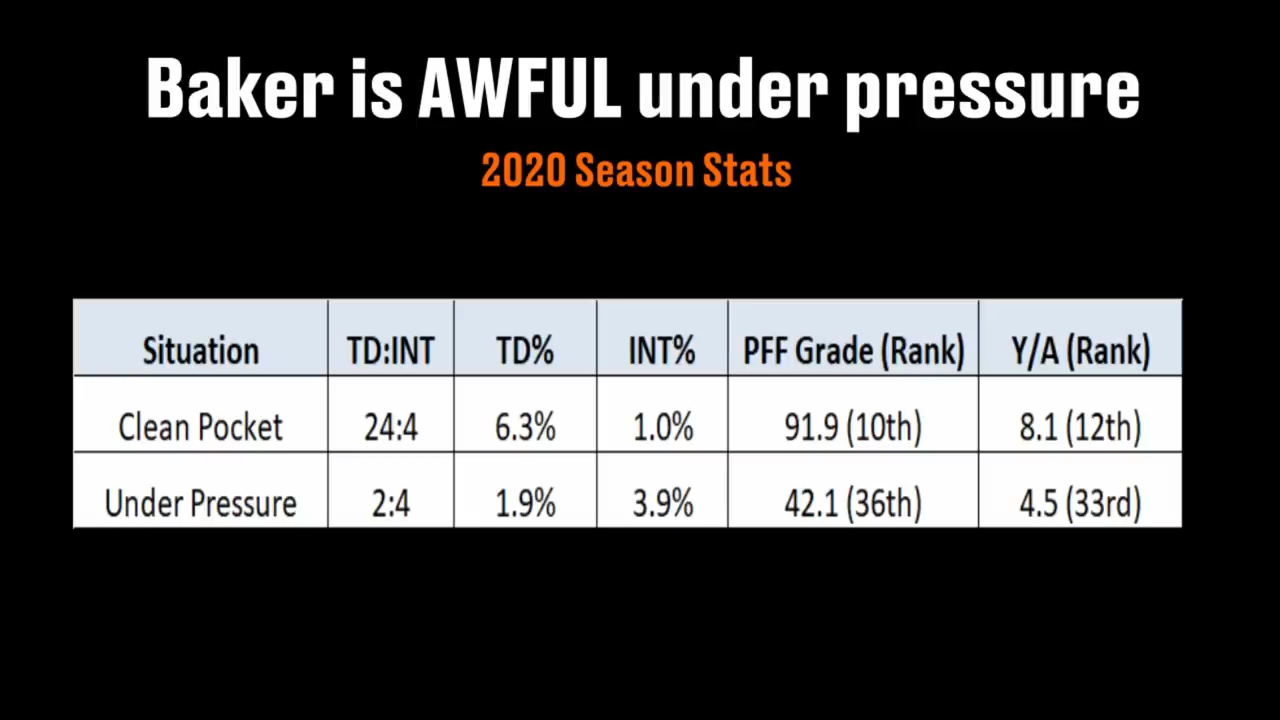 Baker is AWFUL under pressure
2020 Season Stats
Situation TD:INT TD% INT% PFF Grade (Rank) Y/A (Rank)
Clean Pocket 24:4 6.3% 1.0% 91.9 (10th) 8.1 (12th)
Under Pressure 2:4 1.9% 3.9% 42.1 (36th) 4.5 (33rd)